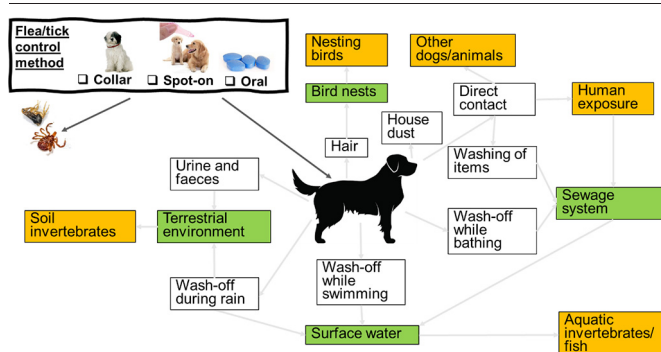 Flea/tick
control
method
☐ Collar ☐ Spot-on ☐ Oral
Nesting
birds
Other
dogs/animals
Bird nests
Direct
contact
Human
exposure
House
dust
Hair
Washing of
items
Urine and
faeces
Sewage
system
Soil
invertebrates
Terrestrial
environment
Wash-off
while
bathing
Wash-off
while
swimming
Wash-off
during rain
Surface water
Aquatic
invertebrates/
fish